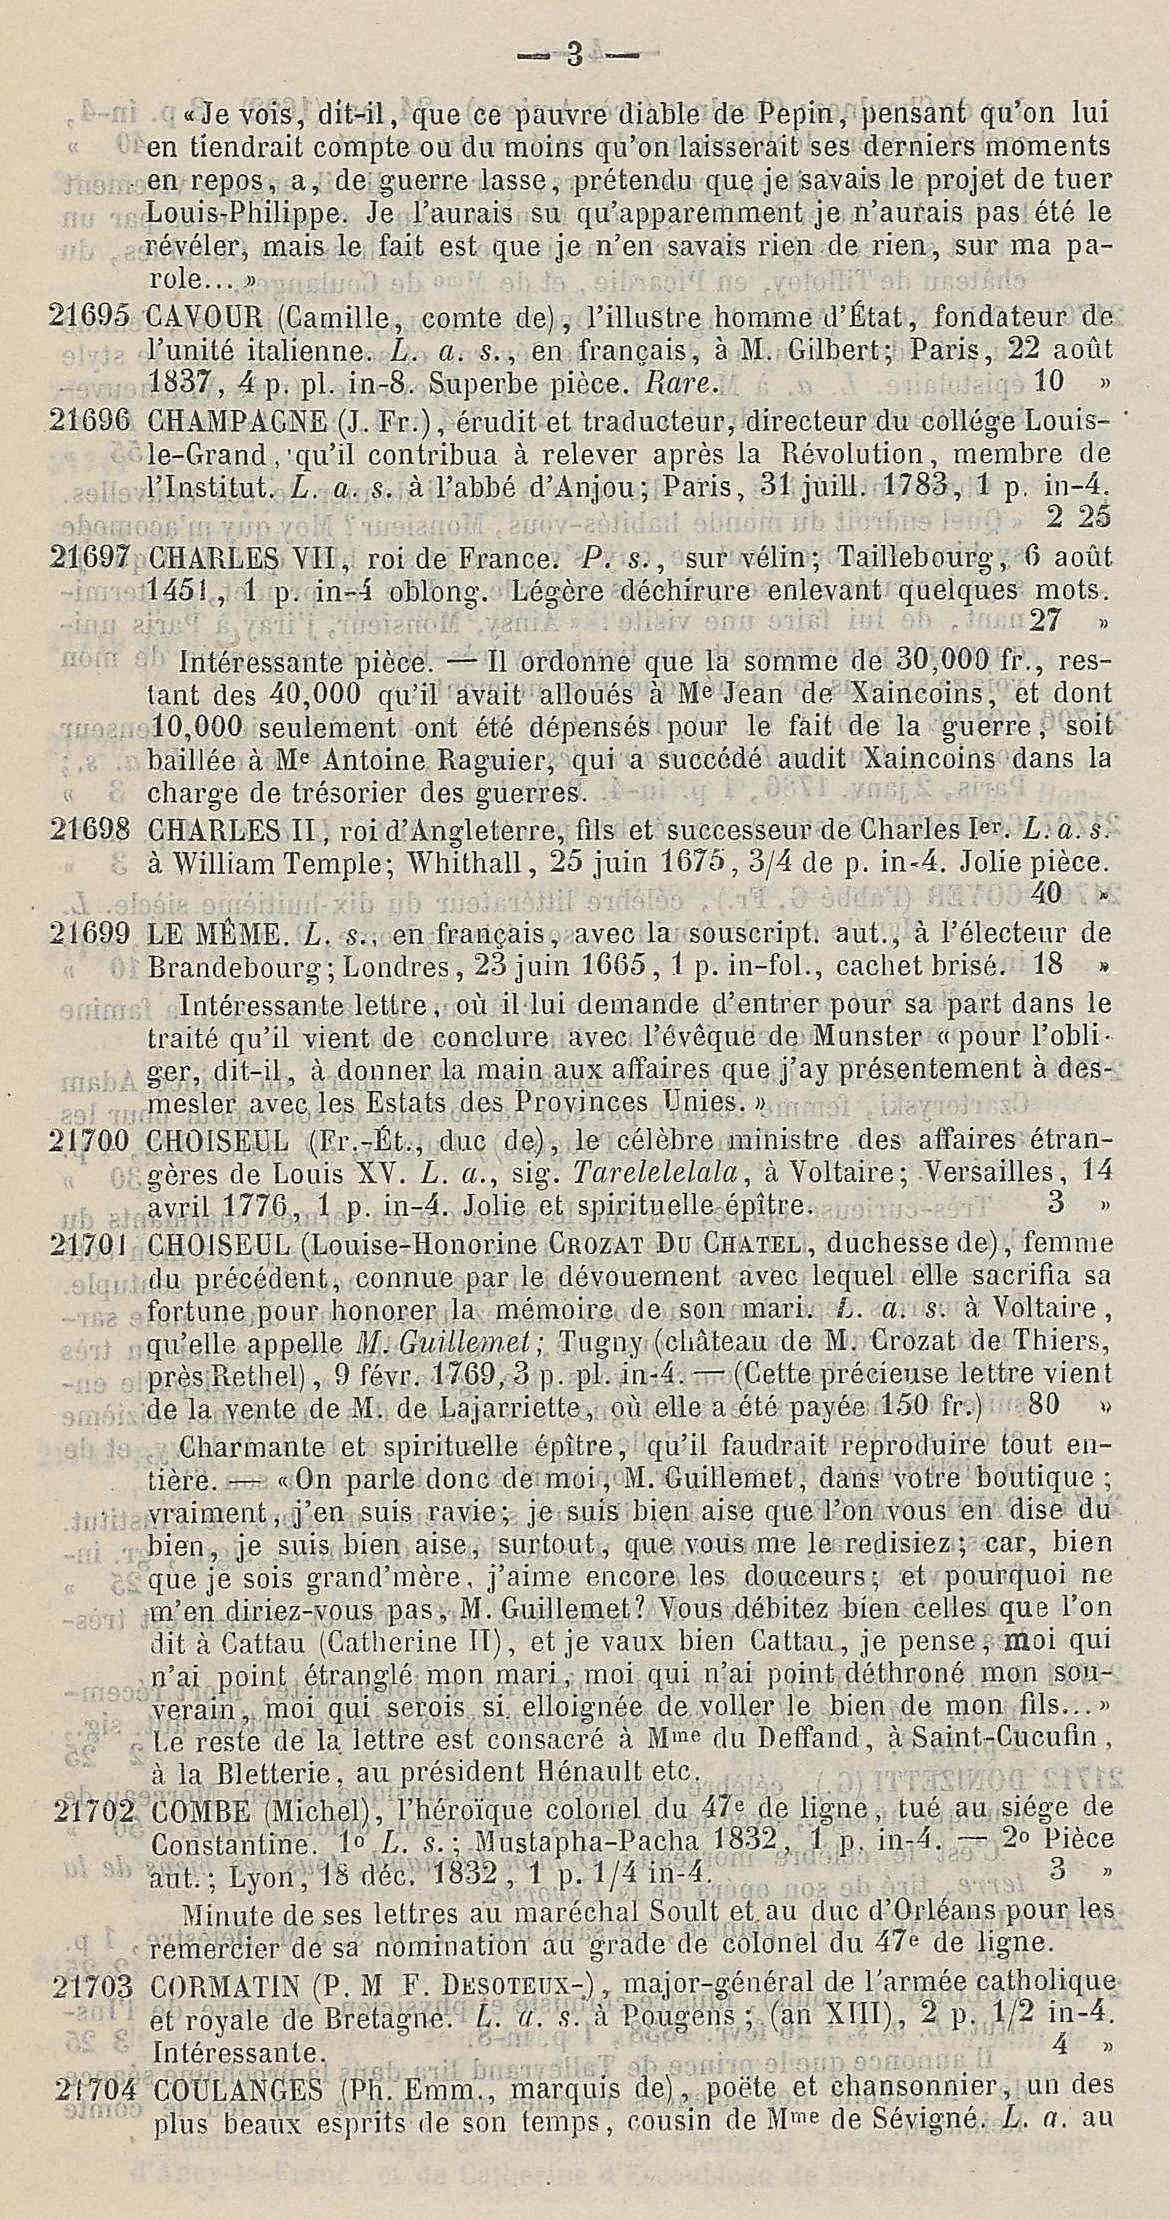 — 3 —
«Je vois, dit-il, que ce pauvre diable de Pepin, pensant qu'on lui
en tiendrait compte ou du moins qu'on laisserait ses derniers moments
en repos, a, de guerre lasse, prétendu que je savais le projet de tuer
Louis-Philippe. Je l'aurais su qu'apparemment je n'aurais pas été le
révéler, mais le fait est que je n'en savais rien de rien, sur ma pa-
role... »
21695 CAVOUR (Camille, comte de), l'illustre homme d'État, fondateur de
l'unité italienne. L. a. s., en français, à M. Gilbert; Paris, 22 août
1837, 4 p. pl. in-8. Superbe pièce. Rare. 10 »
21696 CHAMPAGNE (J. Fr.), érudit et traducteur, directeur du collége Louis-
le-Grand, qu'il contribua à relever après la Révolution, membre de
l'Institut. L. a. s. à l'abbé d'Anjou; Paris, 31 juill. 1783, 1 p. in-4.
2 25
21697 CHARLES VII, roi de France. P. s., sur vélin; Taillebourg, 6 août
1451, 1 p. in-4 oblong. Légère déchirure enlevant quelques mots.
27 »
Intéressante pièce. — Il ordonne que la somme de 30,000 fr., res-
tant des 40,000 qu'il avait alloués à Me Jean de Xaincoins, et dont
10,000 seulement ont été dépensés pour le fait de la guerre, soit
baillée à Me Antoine Raguier, qui a succédé audit Xaincoins dans la
charge de trésorier des guerres.
21698 CHARLES II, roi d'Angleterre, fils et successeur de Charles Ier. L. a. s.
à William Temple; Whithall, 25 juin 1675, 3/4 de p. in-4. Jolie pièce.
40 »
21699 LE MÊME. L. s., en français, avec la souscript. aut., à l'électeur de
Brandebourg; Londres, 23 juin 1665, 1 p. in-fol., cachet brisé. 18 »
Intéressante lettre, où il lui demande d'entrer pour sa part dans le
traité qu'il vient de conclure avec l'évêque de Munster « pour l'obli-
ger, dit-il, à donner la main aux affaires que j'ay présentement à des-
mesler avec les Estats des Provinces Unies. »
21700 CHOISEUL (Fr.-Ét., duc de), le célèbre ministre des affaires étran-
gères de Louis XV. L. a., sig. Tarelelelala, à Voltaire; Versailles, 14
avril 1776, 1 p. in-4. Jolie et spirituelle épître. 3 »
21701 CHOISEUL (Louise-Honorine CROZAT DU CHATEL, duchesse de), femme
du précédent, connue par le dévouement avec lequel elle sacrifia sa
fortune pour honorer la mémoire de son mari. L. a. s. à Voltaire,
qu'elle appelle M. Guillemet; Tugny (château de M. Crozat de Thiers,
près Rethel), 9 févr. 1769, 3 p. pl. in-4. — (Cette précieuse lettre vient
de la vente de M. de Lajarriette, où elle a été payée 150 fr.) 80 »
Charmante et spirituelle épître, qu'il faudrait reproduire tout en-
tière. — «On parle donc de moi, M. Guillemet, dans votre boutique;
vraiment, j'en suis ravie; je suis bien aise que l'on vous en dise du
bien, je suis bien aise, surtout, que vous me le redisiez; car, bien
que je sois grand'mère, j'aime encore les douceurs; et pourquoi ne
m'en diriez-vous pas, M. Guillemet? Vous débitez bien celles que l'on
dit à Cattau (Catherine II), et je vaux bien Cattau, je pense, moi qui
n'ai point étranglé mon mari, moi qui n'ai point déthroné mon sou-
verain, moi qui serois si elloignée de voller le bien de mon fils...»
Le reste de la lettre est consacré à Mme du Deffand, à Saint-Cucufin,
à la Bletterie, au président Hénault etc.
21702 COMBE (Michel), l'héroïque colonel du 47e de ligne, tué au siége de
Constantine. 1o L. s.; Mustapha-Pacha 1832, 1 p. in-4. — 2o Pièce
aut.; Lyon, 18 déc. 1832, 1 p. 1/4 in-4. 3 »
Minute de ses lettres au maréchal Soult et au duc d'Orléans pour les
remercier de sa nomination au grade de colonel du 47e de ligne.
21703 CORMATIN (P. M F. DESOTEUX-), major-général de l'armée catholique
et royale de Bretagne. L. a. s. à Pougens; (an XIII), 2 p. 1/2 in-4.
Intéressante. 4 »
21704 COULANGES (Ph. Emm., marquis de), poëte et chansonnier, un des
plus beaux esprits de son temps, cousin de Mme de Sévigné. L. a. au